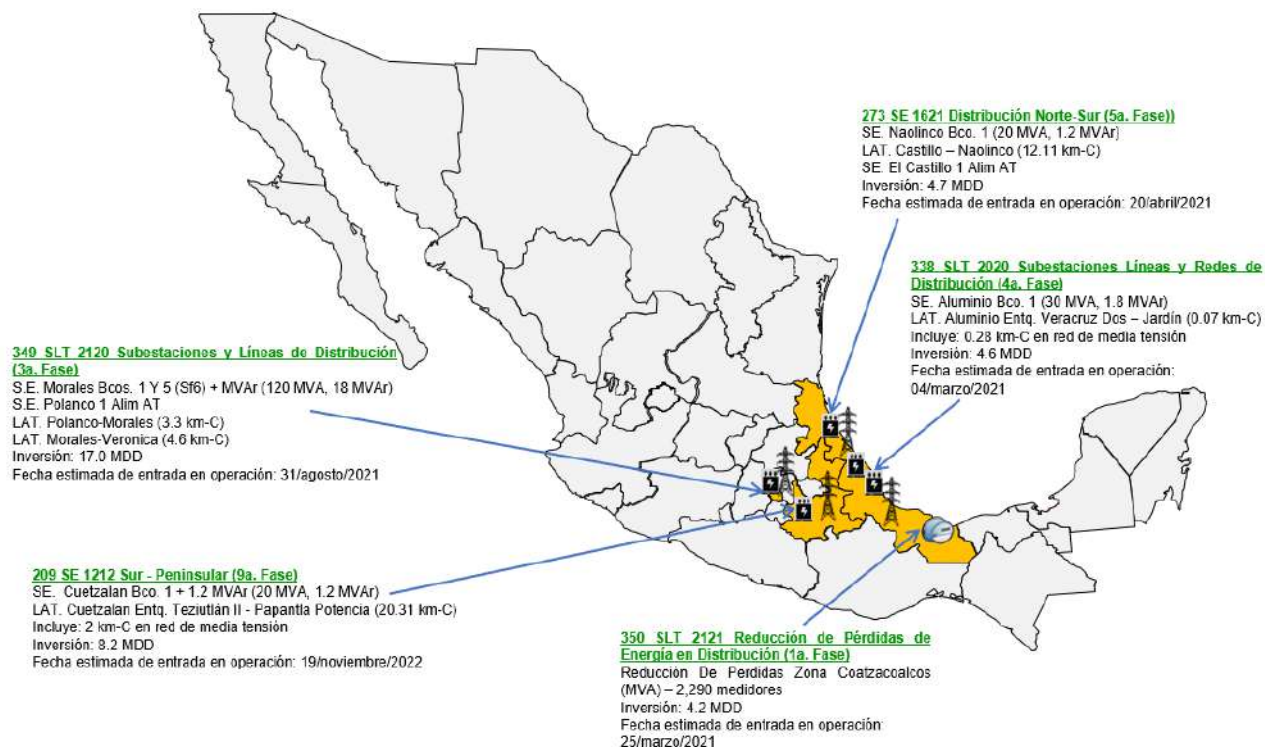 273 SE 1621 Distribución Norte-Sur (5a. Fase))
SE. Naolinco Bco. 1 (20 MVA, 1.2 MVAr)
LAT. Castillo – Naolinco (12.11 km-C)
SE. El Castillo 1 Alim AT
Inversión: 4.7 MDD
Fecha estimada de entrada en operación: 20/abril/2021
338 SLT 2020 Subestaciones Líneas y Redes de
Distribución (4a. Fase)
SE. Aluminio Bco. 1 (30 MVA, 1.8 MVAr)
LAT. Aluminio Entq. Veracruz Dos – Jardín (0.07 km-C)
Incluye: 0.28 km-C en red de media tensión
Inversión: 4.6 MDD
Fecha estimada de entrada en operación:
04/marzo/2021
349 SLT 2120 Subestaciones y Líneas de Distribución
(3a. Fase)
S.E. Morales Bcos. 1 Y 5 (Sf6) + MVAr (120 MVA, 18 MVAr)
S.E. Polanco 1 Alim AT
LAT. Polanco-Morales (3.3 km-C)
LAT. Morales-Veronica (4.6 km-C)
Inversión: 17.0 MDD
Fecha estimada de entrada en operación: 31/agosto/2021
209 SE 1212 Sur - Peninsular (9a. Fase)
SE. Cuetzalan Bco. 1 + 1.2 MVAr (20 MVA, 1.2 MVAr)
LAT. Cuetzalan Entq. Teziutlán II - Papantla Potencia (20.31 km-C)
Incluye: 2 km-C en red de media tensión
Inversión: 8.2 MDD
Fecha estimada de entrada en operación: 19/noviembre/2022
350 SLT 2121 Reducción de Pérdidas de
Energía en Distribución (1a. Fase)
Reducción De Perdidas Zona Coatzacoalcos
(MVA) – 2,290 medidores
Inversión: 4.2 MDD
Fecha estimada de entrada en operación:
25/marzo/2021